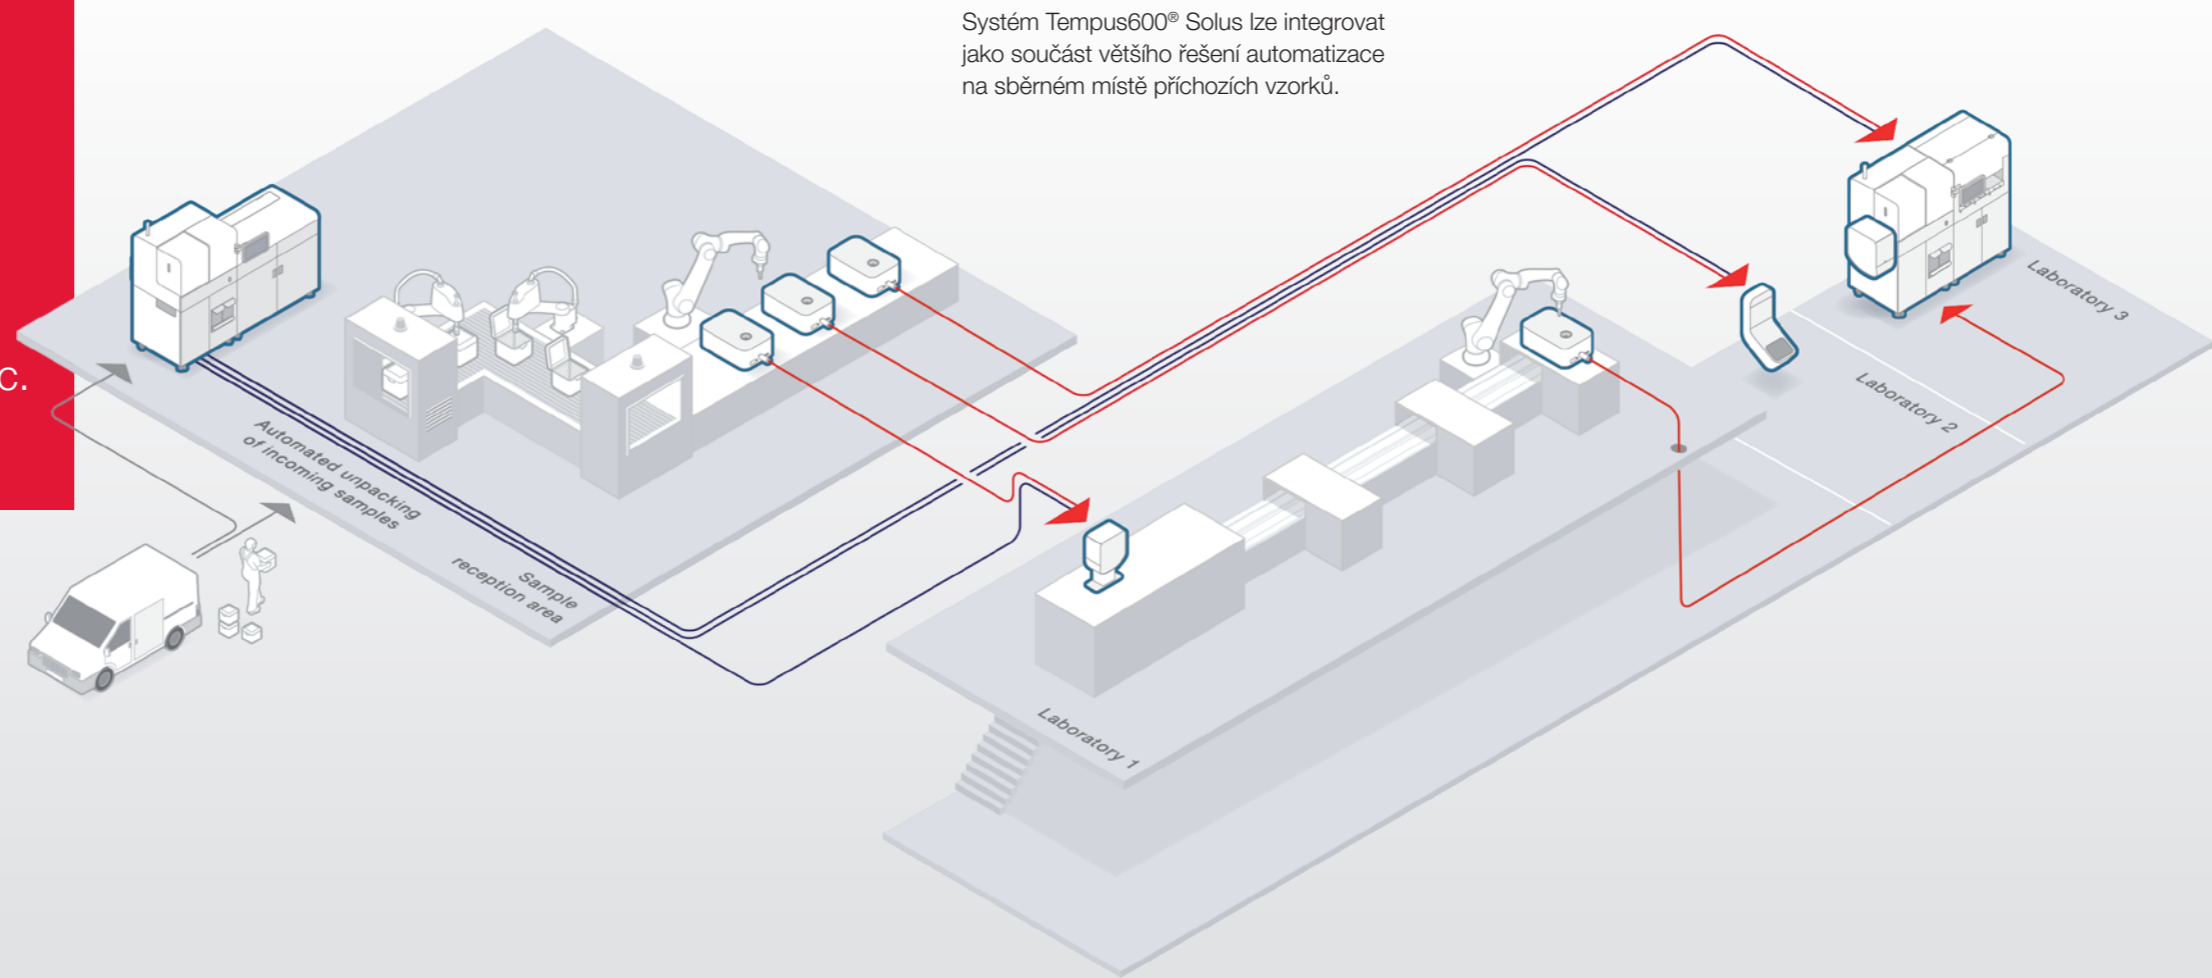 Systém Tempus600® Solus lze integrovat
jako součást většího řešení automatizace
na sběrném místě příchozích vzorků.
c.
Automated unpacking
of incoming samples
Sample
reception area
Laboratory 1
Laboratory 2
Laboratory 3